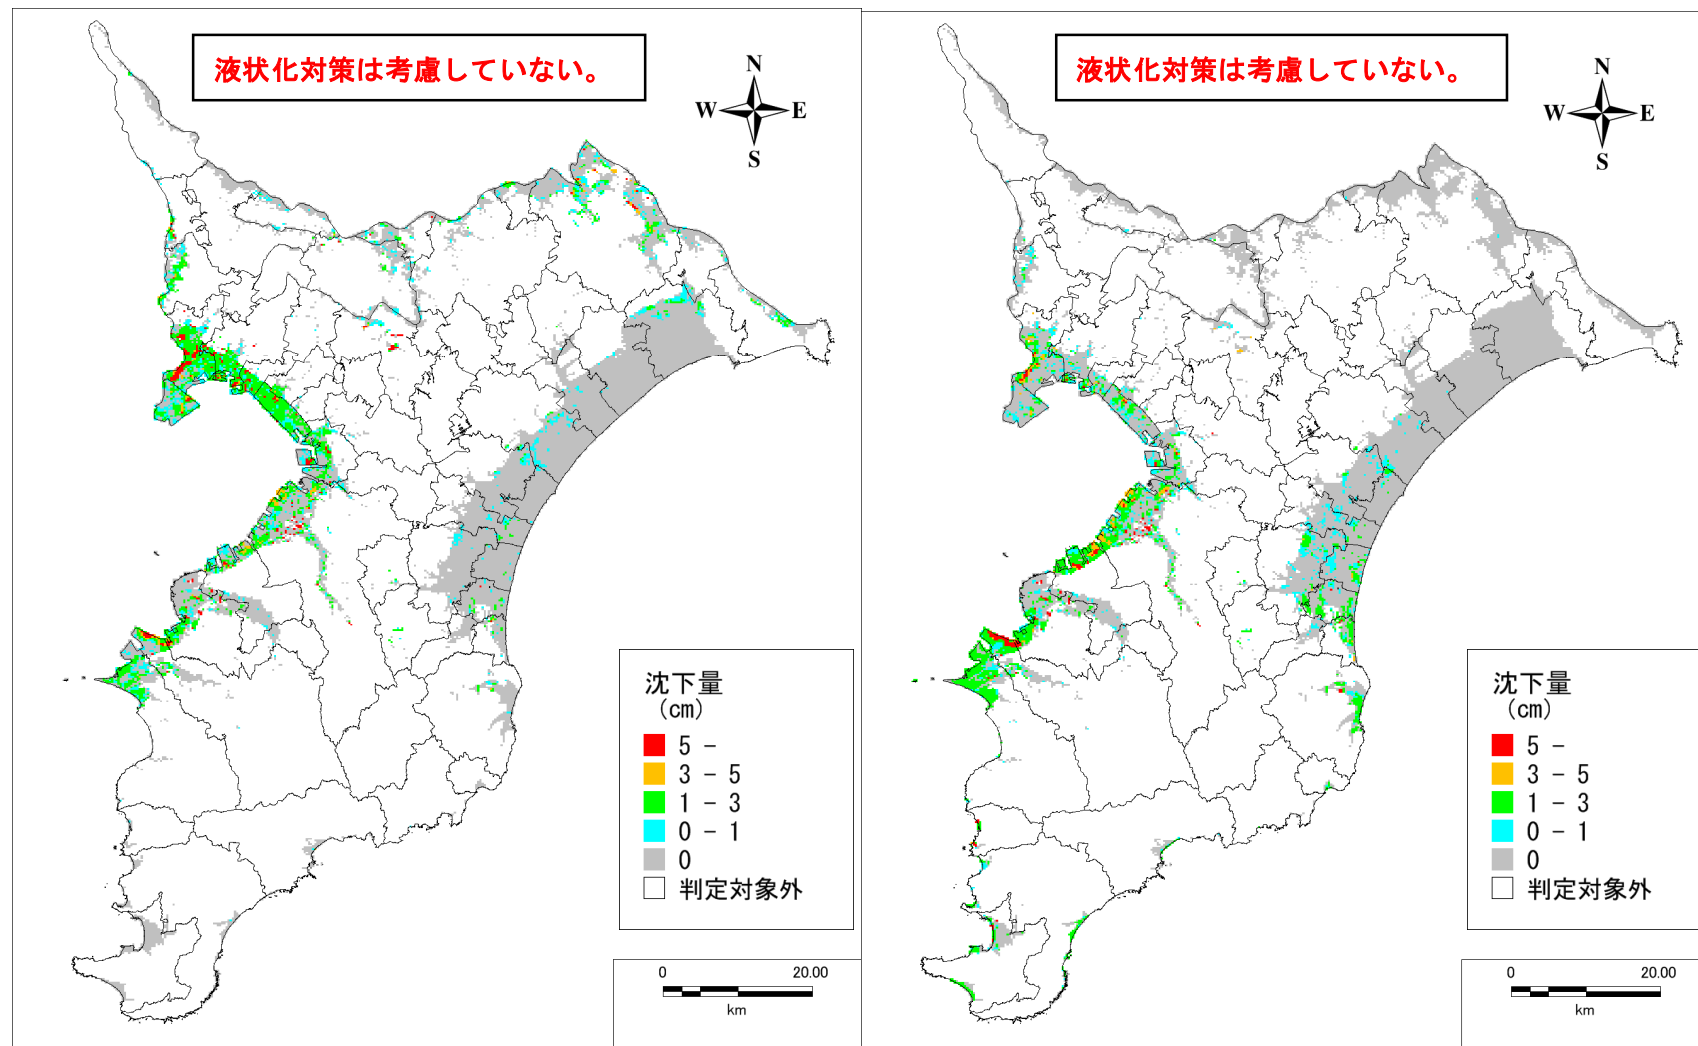 液状化対策は考慮していない。
N
W E
S
沈下量
(cm)
5 -
3 - 5
1 - 3
0 - 1
0
判定対象外
0 20.00
km
液状化対策は考慮していない。
N
W E
S
沈下量
(cm)
5 -
3 - 5
1 - 3
0 - 1
0
判定対象外
0 20.00
km